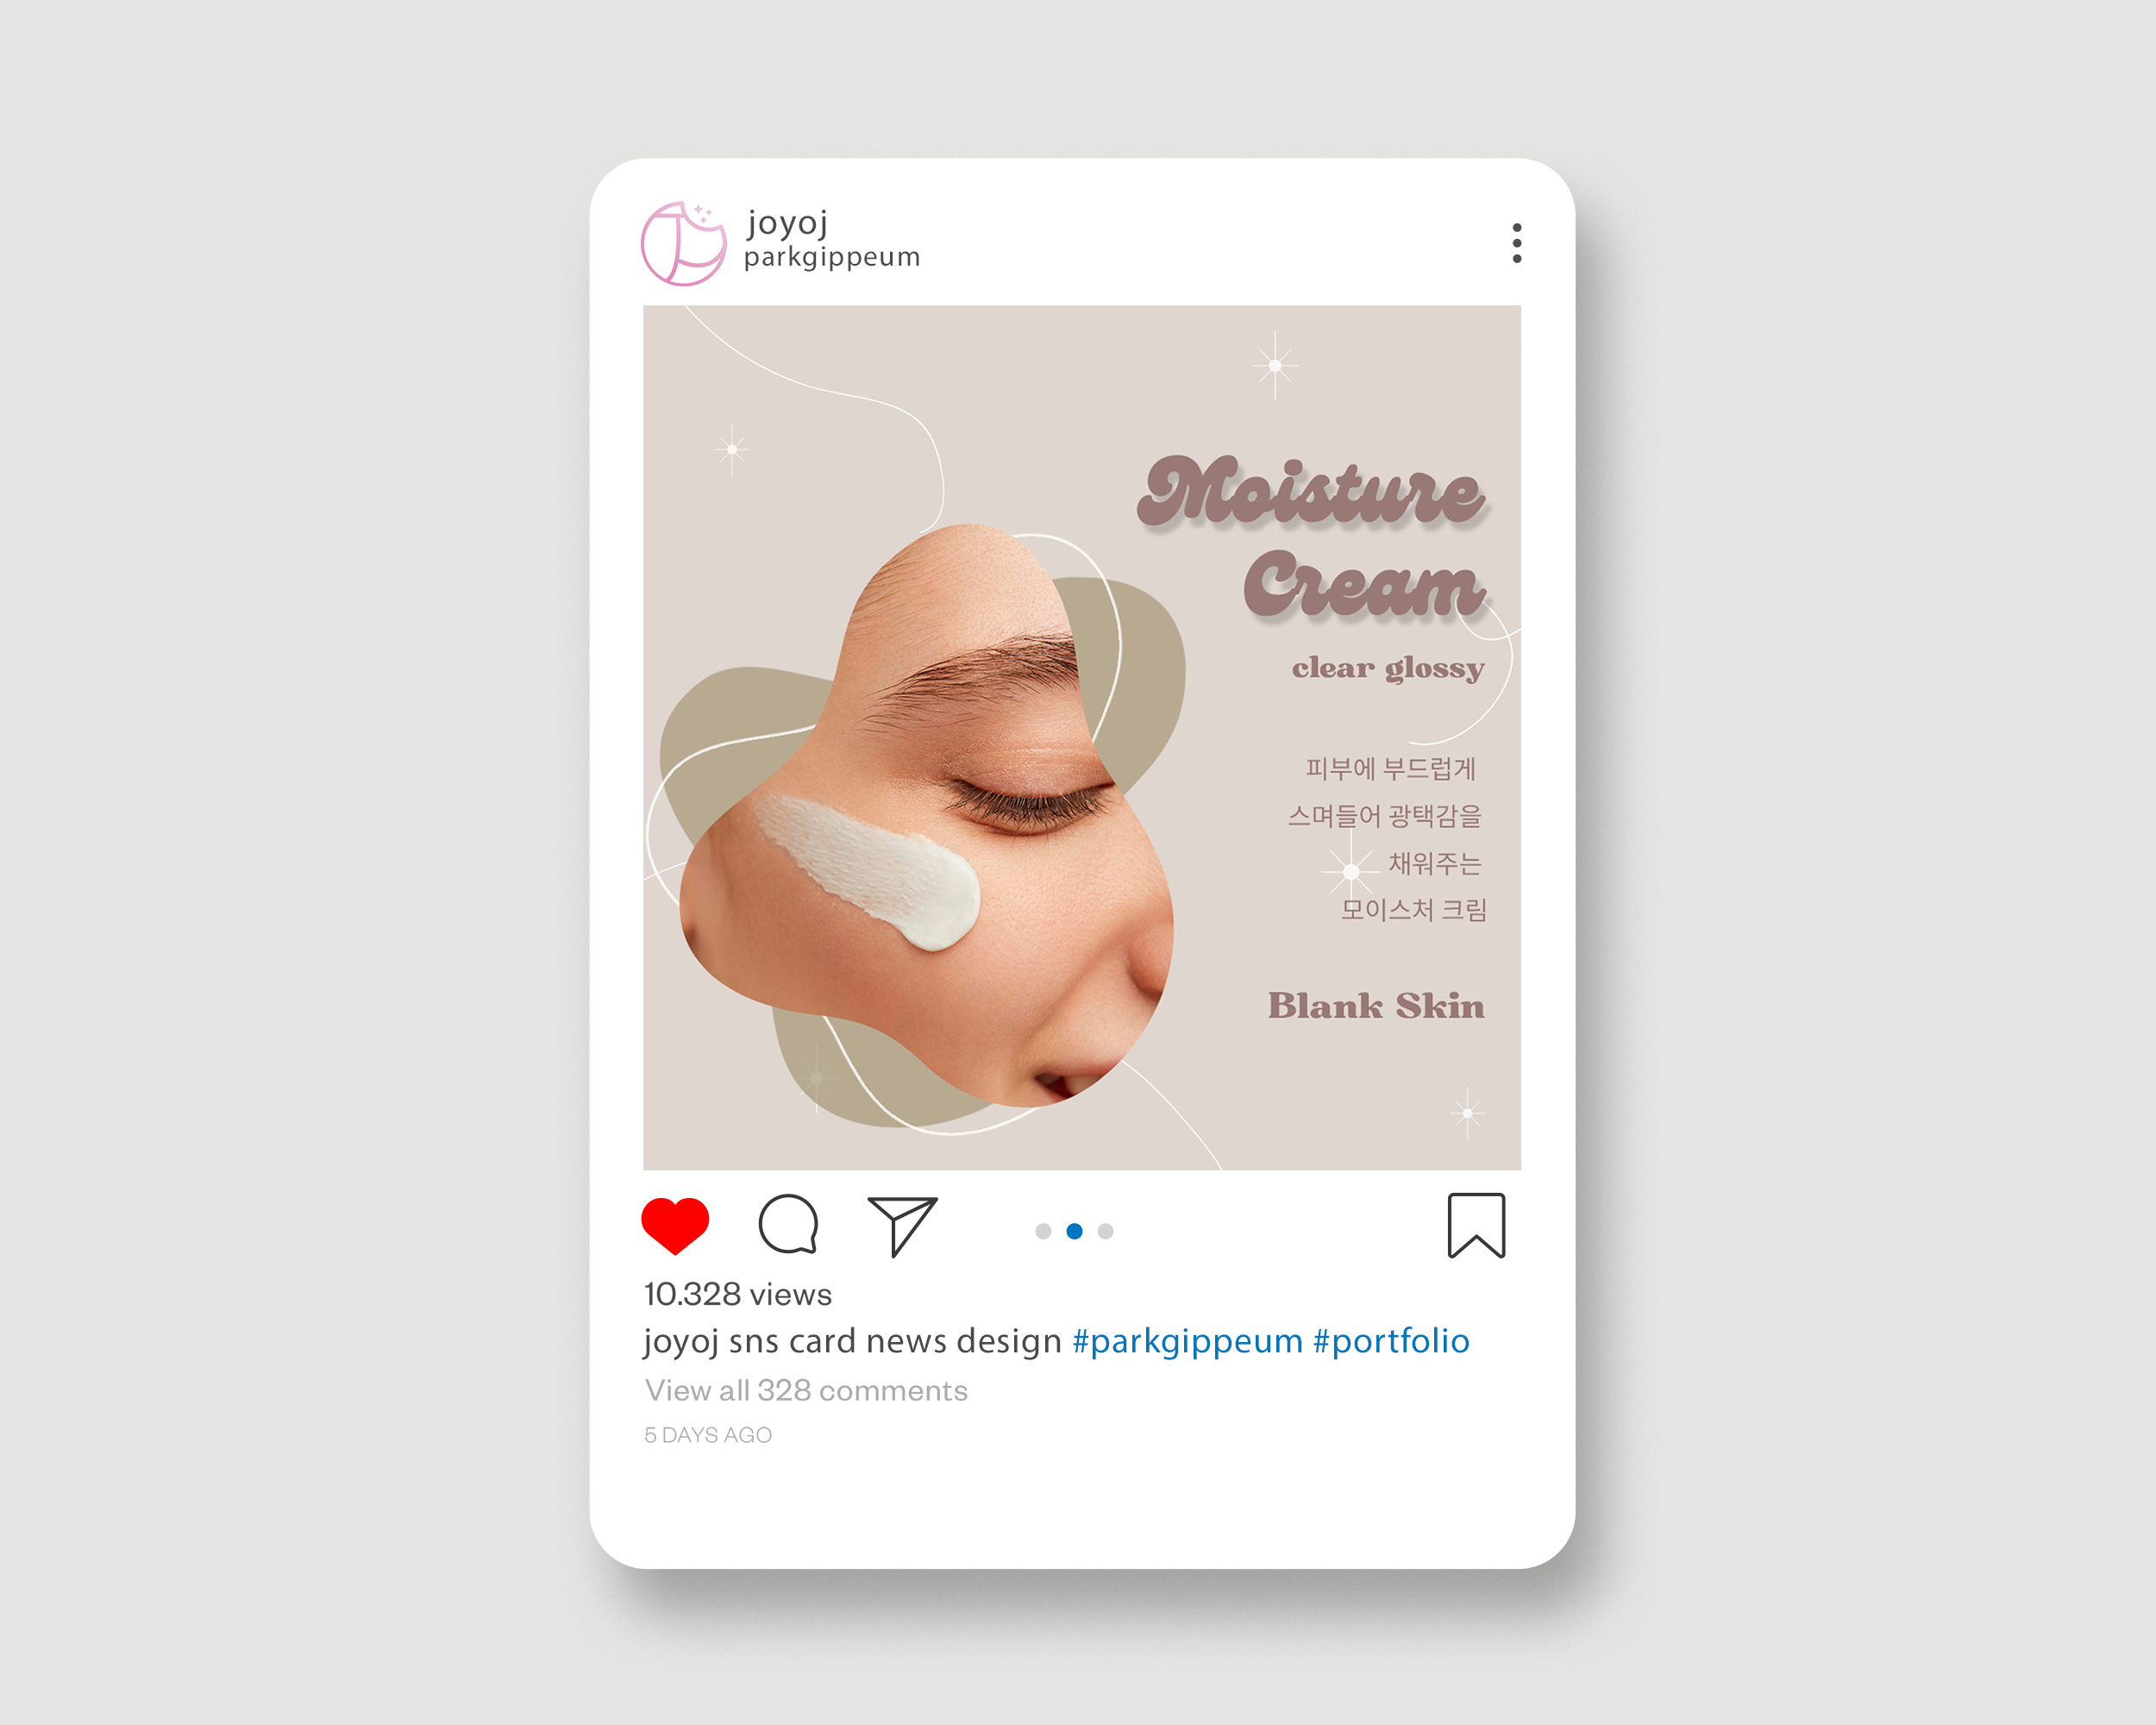 joyoj
parkgippeum
Moisture
Cream
clear glossy
피부에 부드럽게
스며들어 광택감을
채워주는
모이스처 크림
Blank Skin
10.328 views
joyoj sns card news design #parkgippeum #portfolio
View all 328 comments
5 DAYS AGO